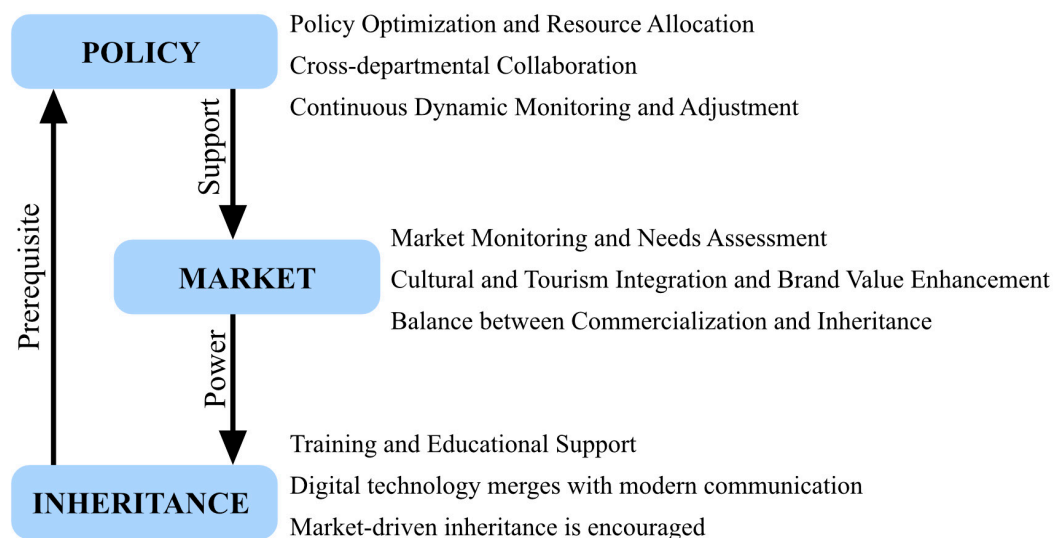 POLICY
Policy Optimization and Resource Allocation
Cross-departmental Collaboration
Continuous Dynamic Monitoring and Adjustment
Support
Prerequisite
MARKET
Market Monitoring and Needs Assessment
Cultural and Tourism Integration and Brand Value Enhancement
Balance between Commercialization and Inheritance
Power
INHERITANCE
Training and Educational Support
Digital technology merges with modern communication
Market-driven inheritance is encouraged